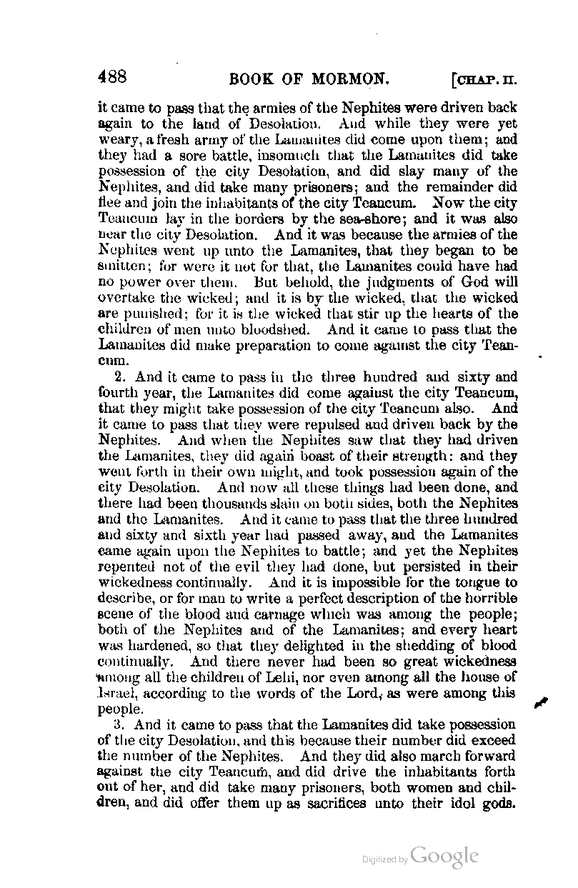 488 BOOK OF MORMON. [CHAP. II.
it came to pass that the armies of the Nephites were driven back
again to the land of Desolation. And while they were yet
weary, a fresh army of the Lamanites did come upon them; and
they had a sore battle, insomuch that the Lamanites did take
possession of the city Desolation, and did slay many of the
Nephites, and did take many prisoners; and the remainder did
flee and join the inhabitants of the city Teancum. Now the city
Teancum lay in the borders by the sea-shore; and it was also
near the city Desolation. And it was because the armies of the
Nephites went up unto the Lamanites, that they began to be
smitten; for were it not for that, the Lamanites could have had
no power over them. But behold, the judgments of God will
overtake the wicked; and it is by the wicked, that the wicked
are punished; for it is the wicked that stir up the hearts of the
children of men unto bloodshed. And it came to pass that the
Lamanites did make preparation to come against the city Tean-
cum.
2. And it came to pass in the three hundred and sixty and
fourth year, the Lamanites did come against the city Teancum,
that they might take possession of the city Teancum also. And
it came to pass that they were repulsed and driven back by the
Nephites. And when the Nephites saw that they had driven
the Lamanites, they did again boast of their strength: and they
went forth in their own might, and took possession again of the
city Desolation. And now all these things had been done, and
there had been thousands slain on both sides, both the Nephites
and the Lamanites. And it came to pass that the three hundred
and sixty and sixth year had passed away, and the Lamanites
came again upon the Nephites to battle; and yet the Nephites
repented not of the evil they had done, but persisted in their
wickedness continually. And it is impossible for the tongue to
describe, or for man to write a perfect description of the horrible
scene of the blood and carnage which was among the people;
both of the Nephites and of the Lamanites; and every heart
was hardened, so that they delighted in the shedding of blood
continually. And there never had been so great wickedness
among all the children of Lehi, nor even among all the house of
Israel, according to the words of the Lord, as were among this
people.
3. And it came to pass that the Lamanites did take possession
of the city Desolation, and this because their number did exceed
the number of the Nephites. And they did also march forward
against the city Teancum, and did drive the inhabitants forth
out of her, and did take many prisoners, both women and chil-
dren, and did offer them up as sacrifices unto their idol gods.
Digitized by Google